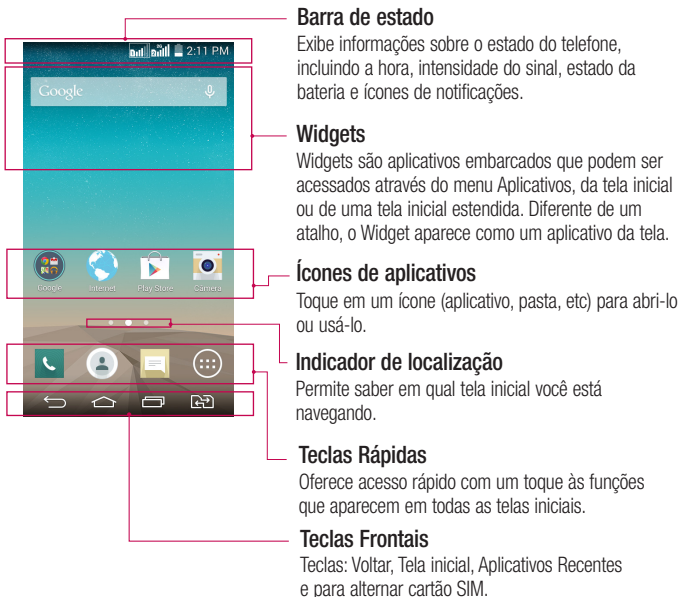 Barra de estado
Exibe informações sobre o estado do telefone,
incluindo a hora, intensidade do sinal, estado da
bateria e ícones de notificações.
2:11 PM
Google
Widgets
Widgets são aplicativos embarcados que podem ser
acessados através do menu Aplicativos, da tela inicial
ou de uma tela inicial estendida. Diferente de um
atalho, o Widget aparece como um aplicativo da tela.
Google Internet Play Store Camera
Ícones de aplicativos
Toque em um ícone (aplicativo, pasta, etc) para abri-lo
ou usá-lo.
Indicador de localização
Permite saber em qual tela inicial você está
navegando.
Teclas Rápidas
Oferece acesso rápido com um toque às funções
que aparecem em todas as telas iniciais.
Teclas Frontais
Teclas: Voltar, Tela inicial, Aplicativos Recentes
e para alternar cartão SIM.